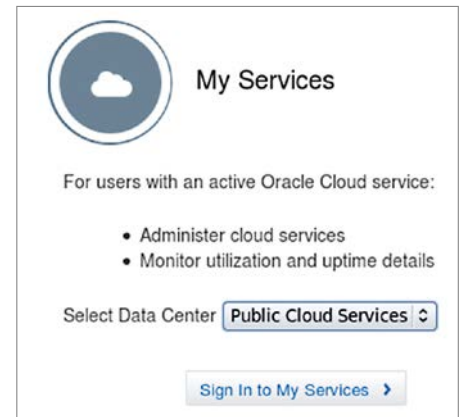 My Services
For users with an active Oracle Cloud service:
• Administer cloud services
• Monitor utilization and uptime details
Select Data Center Public Cloud Services
Sign In to My Services >